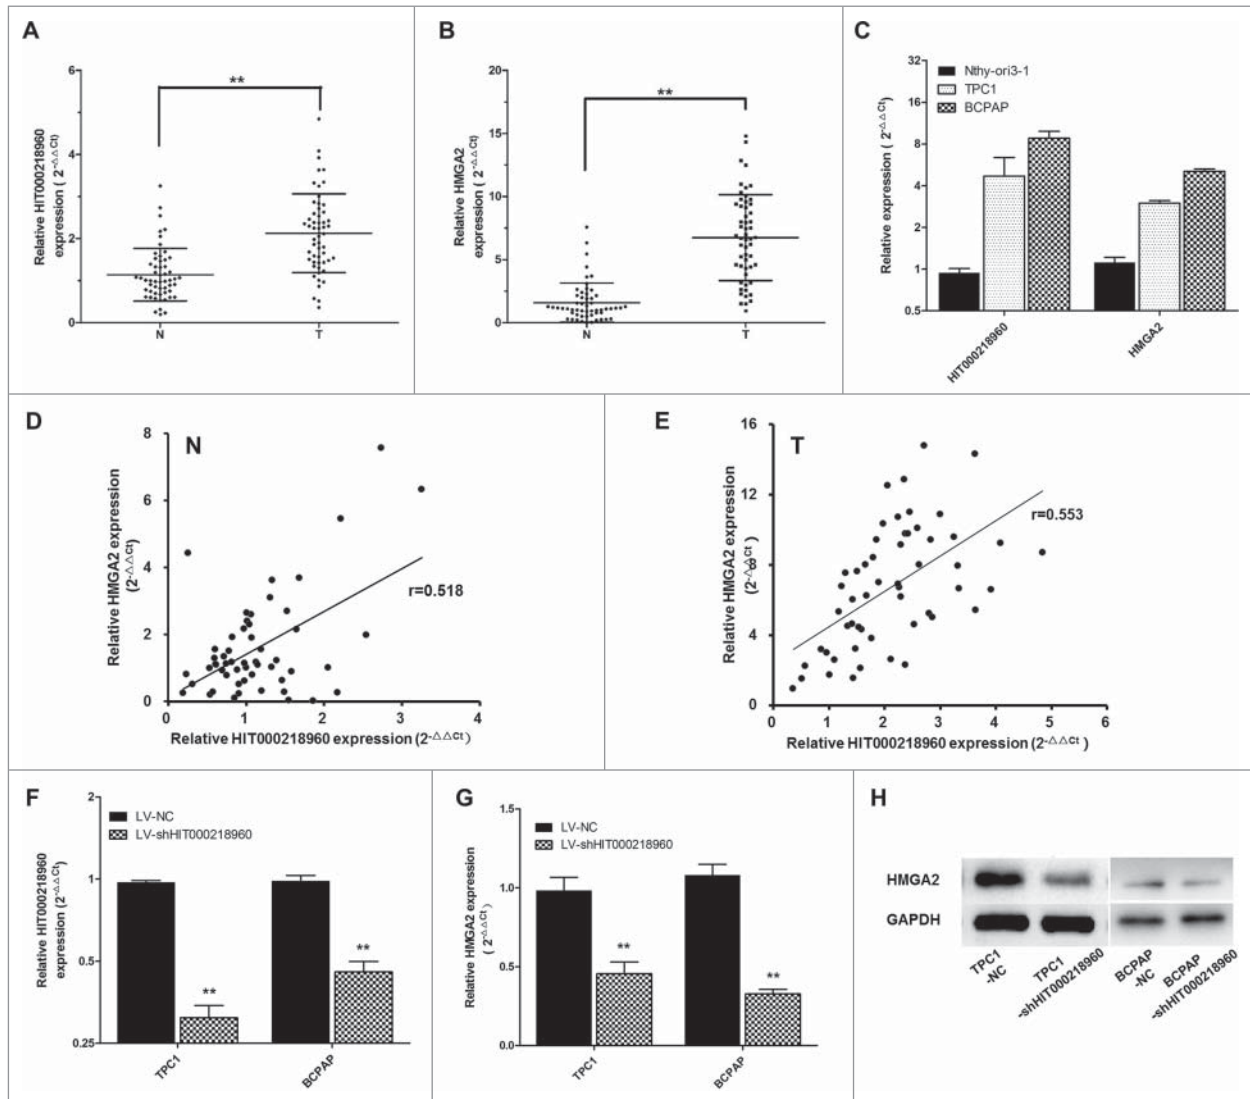 A
Relative HIT000218960
expression ( 2-△△Ct)
6
4
2
0
**
N
T
B
Relative HMGA2
expression ( 2-△△Ct)
20
15
10
5
0
**
N
T
C
Relative expression ( 2-△△Ct)
32
16
8
4
2
1
0.5
Nthy-ori3-1
TPC1
BCPAP
HIT000218960
HMGA2
D
N
Relative HMGA2 expression
(2-△△Ct)
8
6
4
2
0
r=0.518
0
1
2
3
4
Relative HIT000218960 expression (2-△△Ct)
E
T
Relative HMGA2 expression
(2-△△Ct)
16
12
8
4
0
r=0.553
0
1
2
3
4
5
6
Relative HIT000218960 expression (2-△△Ct )
F
Relative HIT000218960
expression (2-△△Ct)
2
1
0.5
0.25
LV-NC
LV-shHIT000218960
**
**
TPC1
BCPAP
G
Relative HMGA2 expression
( 2-△△Ct)
1.5
1.0
0.5
0.0
LV-NC
LV-shHIT000218960
**
**
TPC1
BCPAP
H
HMGA2
GAPDH
TPC1
-NC
TPC1
-shHIT000218960
BCPAP
-NC
BCPAP
-shHIT000218960